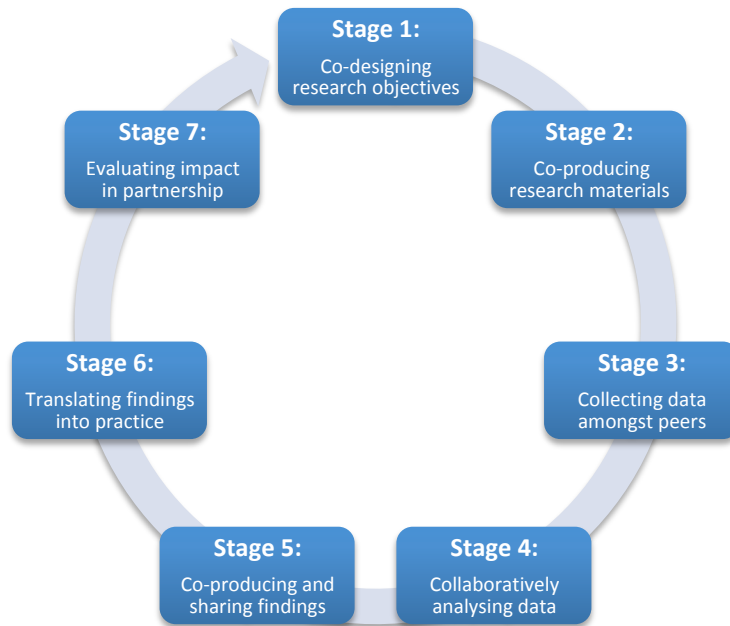 Stage 1:
Co-designing
research objectives
Stage 2:
Co-producing
research materials
Stage 3:
Collecting data
amongst peers
Stage 4:
Collaboratively
analysing data
Stage 5:
Co-producing and
sharing findings
Stage 6:
Translating findings
into practice
Stage 7:
Evaluating impact
in partnership